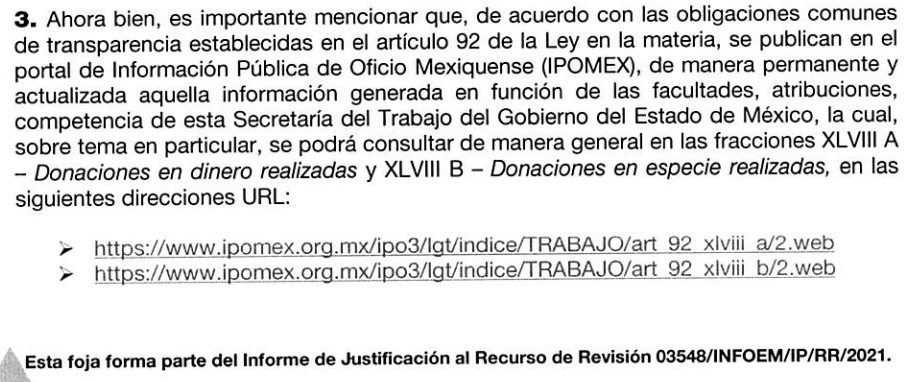 3. Ahora bien, es importante mencionar que, de acuerdo con las obligaciones comunes
de transparencia establecidas en el artículo 92 de la Ley en la materia, se publican en el
portal de Información Pública de Oficio Mexiquense (IPOMEX), de manera permanente y
actualizada aquella información generada en función de las facultades, atribuciones,
competencia de esta Secretaría del Trabajo del Gobierno del Estado de México, la cual,
sobre tema en particular, se podrá consultar de manera general en las fracciones XLVIII A
– Donaciones en dinero realizadas y XLVIII B – Donaciones en especie realizadas, en las
siguientes direcciones URL:
➢ https://www.ipomex.org.mx/ipo3/lgt/indice/TRABAJO/art_92_xlviii_a/2.web
➢ https://www.ipomex.org.mx/ipo3/lgt/indice/TRABAJO/art_92_xlviii_b/2.web
Esta foja forma parte del Informe de Justificación al Recurso de Revisión 03548/INFOEM/IP/RR/2021.